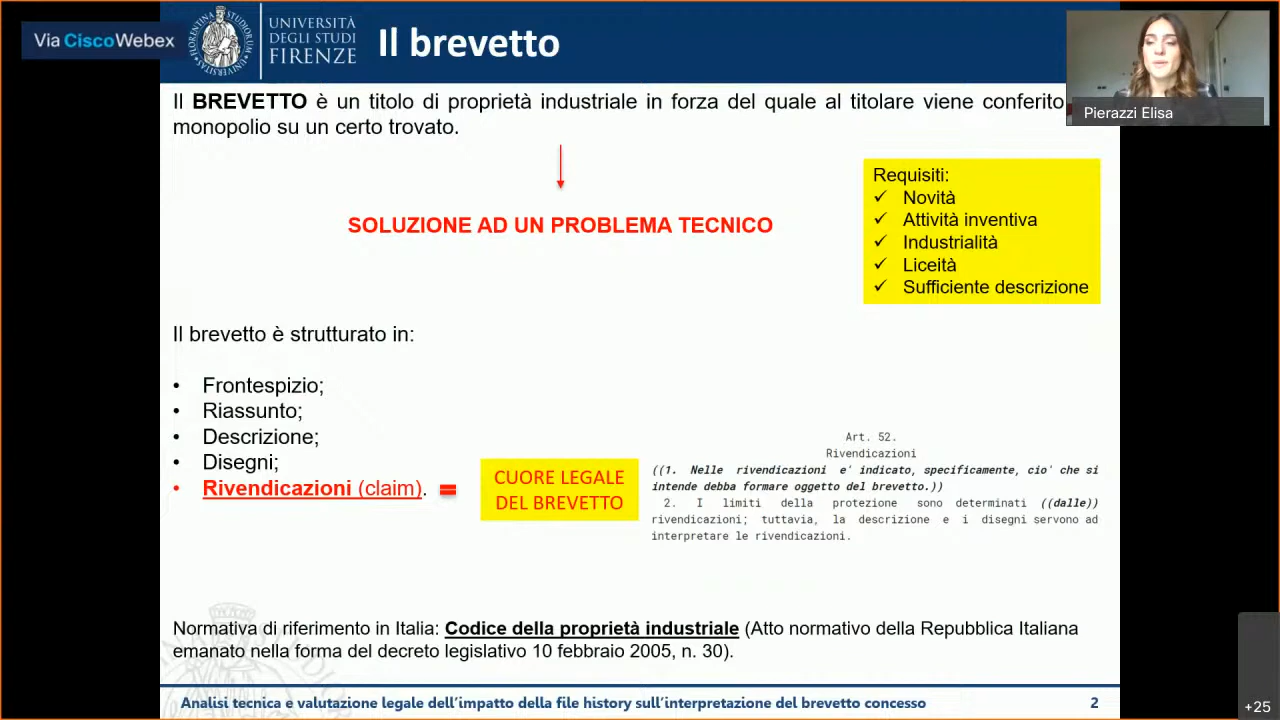 Via Cisco Webex
UNIVERSITÀ
DEGLI STUDI
FIRENZE
Il brevetto
Pierazzi Elisa
Il BREVETTO è un titolo di proprietà industriale in forza del quale al titolare viene conferito
monopolio su un certo trovato.
SOLUZIONE AD UN PROBLEMA TECNICO
Requisiti:
✓ Novità
✓ Attività inventiva
✓ Industrialità
✓ Liceità
✓ Sufficiente descrizione
Il brevetto è strutturato in:
• Frontespizio;
• Riassunto;
• Descrizione;
• Disegni;
• Rivendicazioni (claim). =
CUORE LEGALE
DEL BREVETTO
Art. 52.
Rivendicazioni
((1. Nelle rivendicazioni e' indicato, specificamente, cio' che si
intende debba formare oggetto del brevetto.))
2. I limiti della protezione sono determinati ((dalle))
rivendicazioni; tuttavia, la descrizione e i disegni servono ad
interpretare le rivendicazioni.
Normativa di riferimento in Italia: Codice della proprietà industriale (Atto normativo della Repubblica Italiana
emanato nella forma del decreto legislativo 10 febbraio 2005, n. 30).
Analisi tecnica e valutazione legale dell'impatto della file history sull'interpretazione del brevetto concesso
2
+25